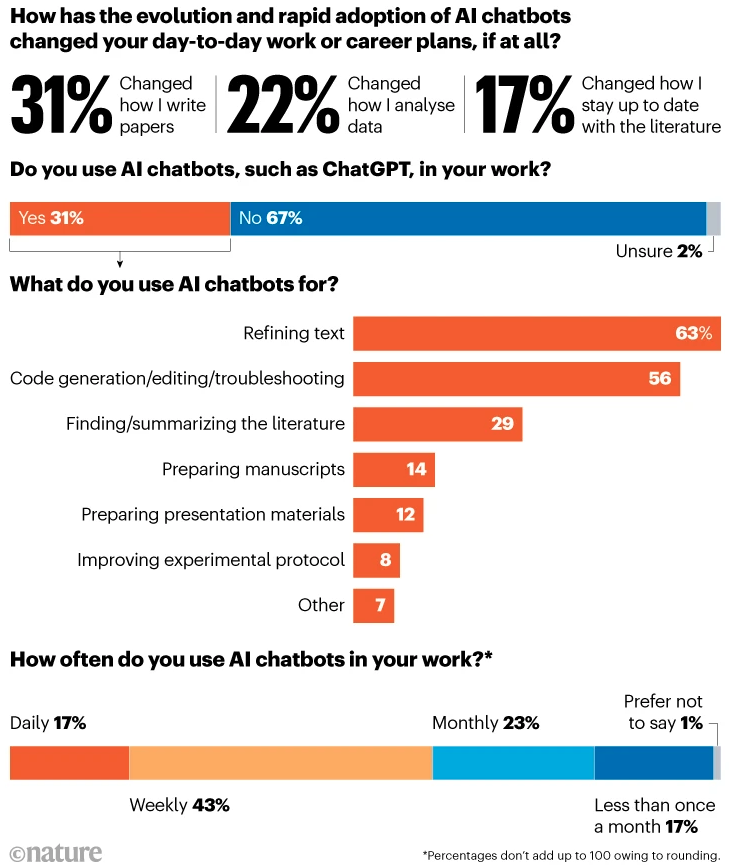 How has the evolution and rapid adoption of AI chatbots
changed your day-to-day work or career plans, if at all?
31% Changed
how I write
papers
22% Changed
how I analyse
data
17% Changed how I
stay up to date
with the literature
Do you use AI chatbots, such as ChatGPT, in your work?
Yes 31%
No 67%
Unsure 2%
What do you use AI chatbots for?
Refining text 63%
Code generation/editing/troubleshooting 56
Finding/summarizing the literature 29
Preparing manuscripts 14
Preparing presentation materials 12
Improving experimental protocol 8
Other 7
How often do you use AI chatbots in your work?*
Daily 17%
Weekly 43%
Monthly 23%
Less than once
a month 17%
Prefer not
to say 1%
©nature
*Percentages don't add up to 100 owing to rounding.